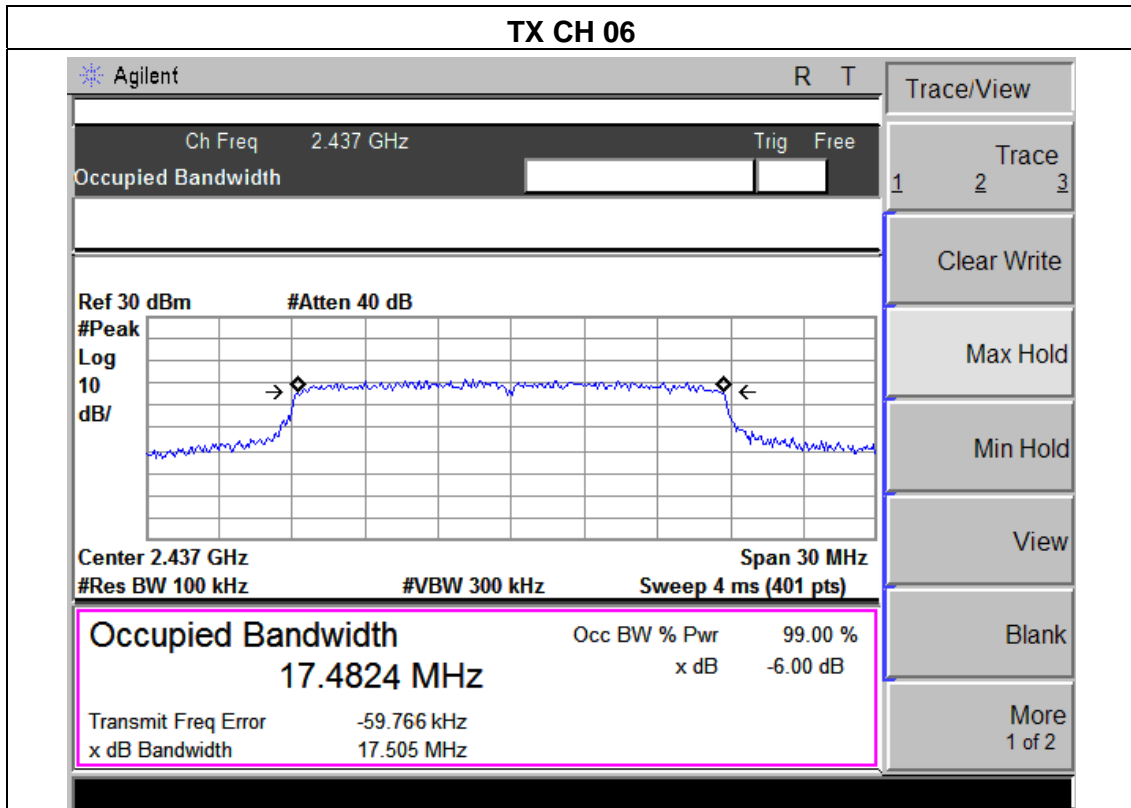 TX CH 06
Agilent R T
Trace/View
Ch Freq 2.437 GHz Trig Free
Occupied Bandwidth
Trace
1 2 3
Clear Write
Ref 30 dBm #Atten 40 dB
#Peak
Log
10
dB/
Max Hold
Min Hold
View
Center 2.437 GHz Span 30 MHz
#Res BW 100 kHz #VBW 300 kHz Sweep 4 ms (401 pts)
Occupied Bandwidth
17.4824 MHz
Occ BW % Pwr 99.00 %
x dB -6.00 dB
Transmit Freq Error -59.766 kHz
x dB Bandwidth 17.505 MHz
Blank
More
1 of 2